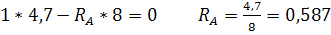 1 * 4,7 − R_A * 8 = 0    R_A = 4,7/8 = 0,587